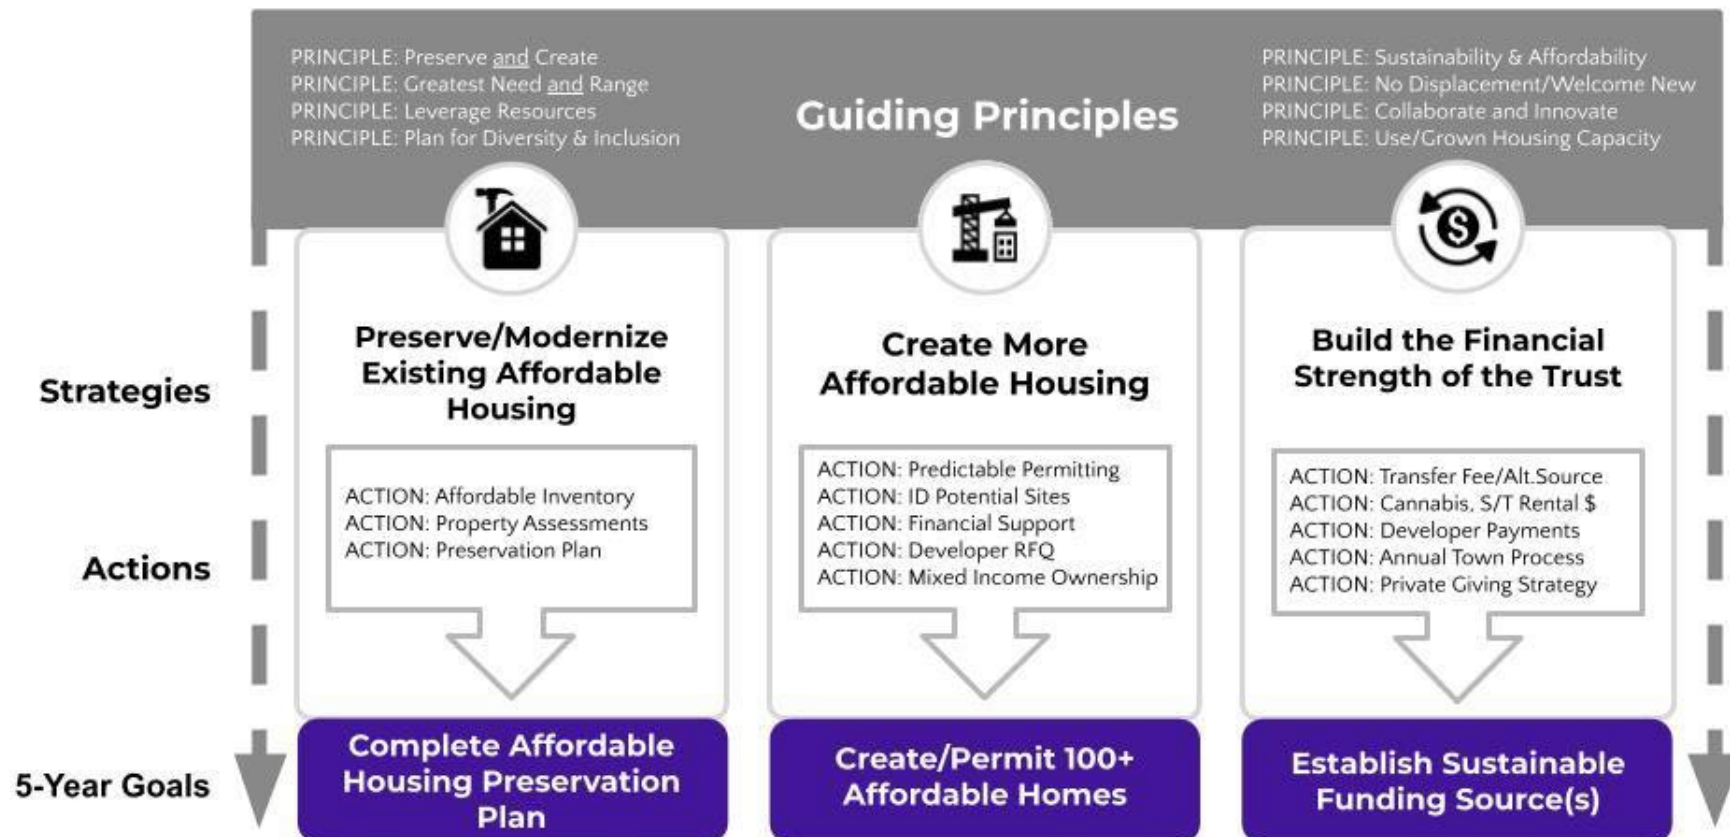 PRINCIPLE: Preserve and Create
PRINCIPLE: Greatest Need and Range
PRINCIPLE: Leverage Resources
PRINCIPLE: Plan for Diversity & Inclusion
Guiding Principles
PRINCIPLE: Sustainability & Affordability
PRINCIPLE: No Displacement/Welcome New
PRINCIPLE: Collaborate and Innovate
PRINCIPLE: Use/Grown Housing Capacity
Strategies
Preserve/Modernize
Existing Affordable
Housing
Create More
Affordable Housing
Build the Financial
Strength of the Trust
Actions
ACTION: Affordable Inventory
ACTION: Property Assessments
ACTION: Preservation Plan
ACTION: Predictable Permitting
ACTION: ID Potential Sites
ACTION: Financial Support
ACTION: Developer RFQ
ACTION: Mixed Income Ownership
ACTION: Transfer Fee/Alt.Source
ACTION: Cannabis, S/T Rental $
ACTION: Developer Payments
ACTION: Annual Town Process
ACTION: Private Giving Strategy
5-Year Goals
Complete Affordable
Housing Preservation
Plan
Create/Permit 100+
Affordable Homes
Establish Sustainable
Funding Source(s)